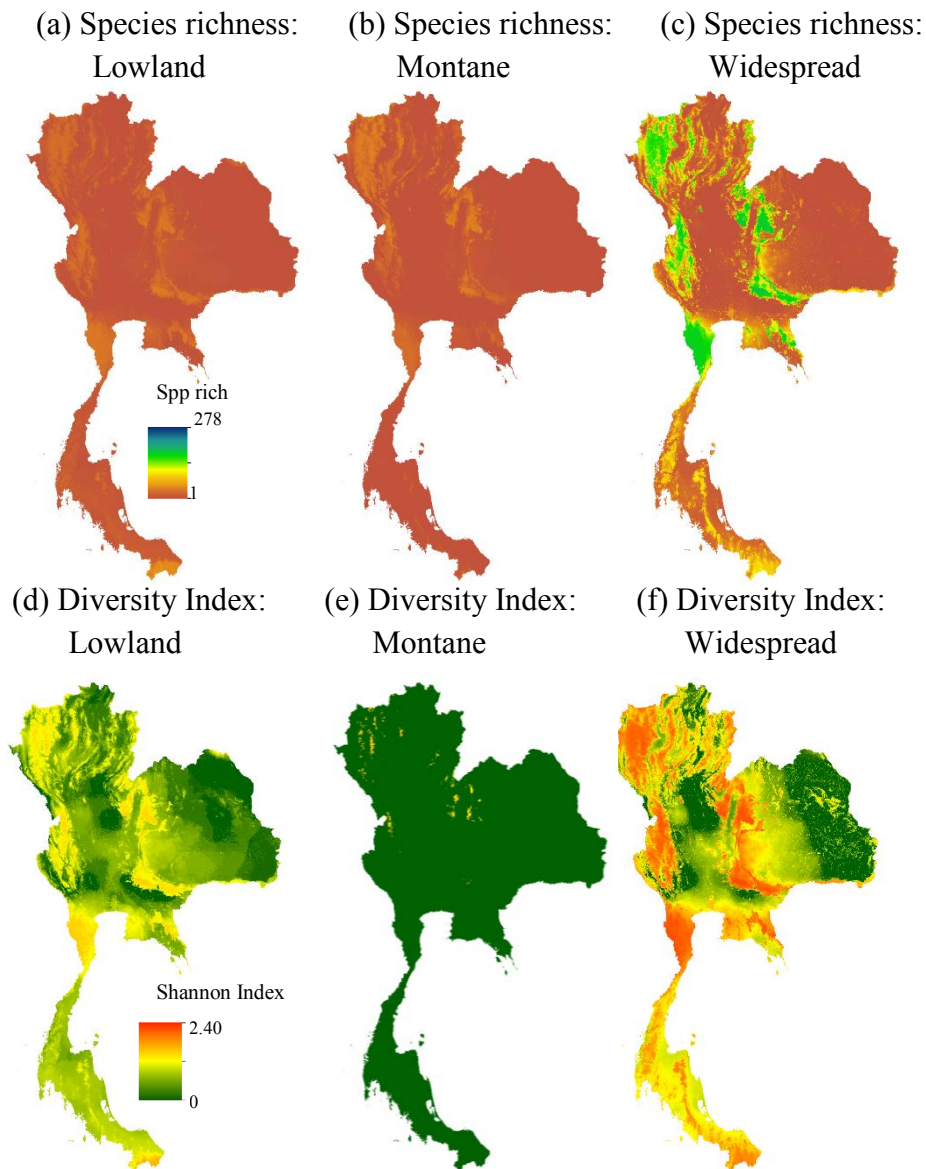 (a) Species richness:
Lowland
(b) Species richness:
Montane
(c) Species richness:
Widespread
Spp rich
278
1
(d) Diversity Index:
Lowland
(e) Diversity Index:
Montane
(f) Diversity Index:
Widespread
Shannon Index
2.40
0